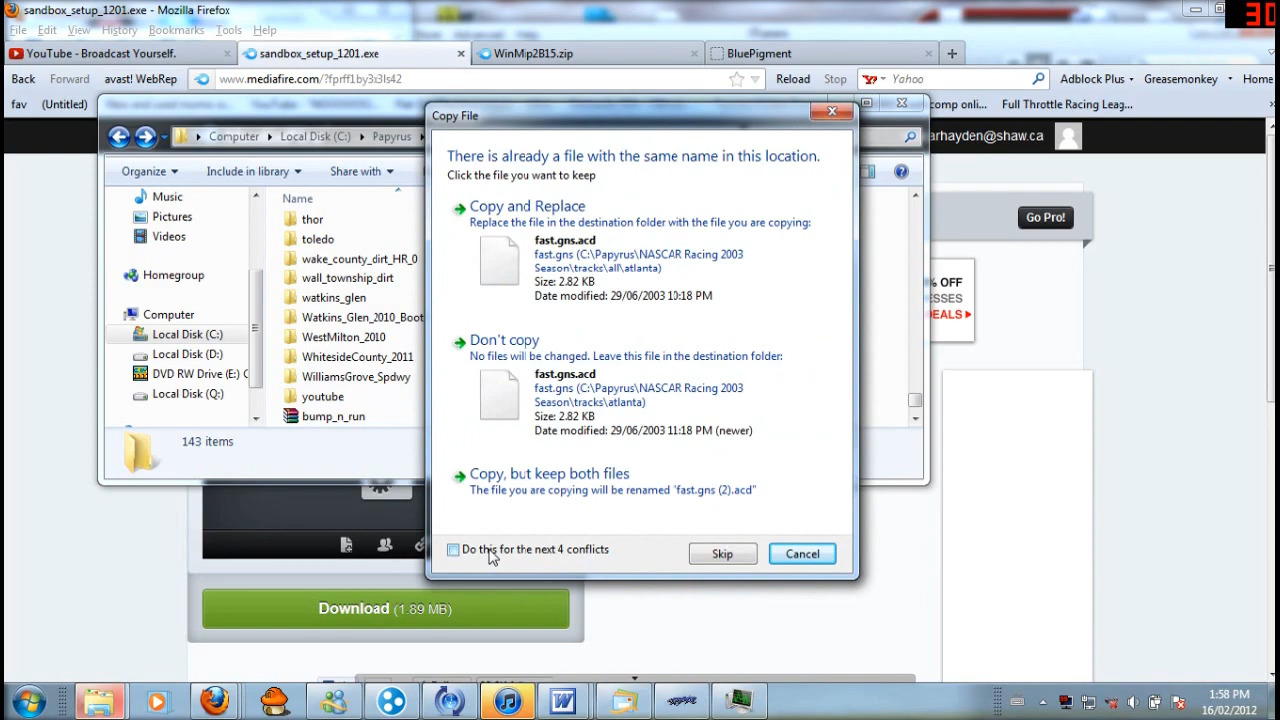 sandbox_setup_1201.exe - Mozilla Firefox
30
File Edit View History Bookmarks Tools Help
YouTube - Broadcast Yourself. × sandbox_setup_1201.exe × WinMip2B15.zip × BluePigment × +
Back Forward avast! WebRep www.mediafire.com/?fprff1by3i3ls42 Reload Stop Yahoo Adblock Plus Greasemonkey Home
fav (Untitled) comp onli... Full Throttle Racing Leag...
Computer Local Disk (C:) Papyrus
arhayden@shaw.ca
Organize Include in library Share with
Go Pro!
Music
Pictures
Videos
Homegroup
Computer
Local Disk (C:)
Local Disk (D:)
DVD RW Drive (E:) C
Local Disk (Q:)
Name
thor
toledo
wake_county_dirt_HR_0
wall_township_dirt
watkins_glen
Watkins_Glen_2010_Boot
WestMilton_2010
WhitesideCounty_2011
WilliamsGrove_Spdwy
youtube
bump_n_run
143 items
Copy File
There is already a file with the same name in this location.
Click the file you want to keep
Copy and Replace
Replace the file in the destination folder with the file you are copying:
fast.gns.acd
fast.gns (C:\Papyrus\NASCAR Racing 2003
Season\tracks\all\atlanta)
Size: 2.82 KB
Date modified: 29/06/2003 10:18 PM
Don't copy
No files will be changed. Leave this file in the destination folder:
fast.gns.acd
fast.gns (C:\Papyrus\NASCAR Racing 2003
Season\tracks\atlanta)
Size: 2.82 KB
Date modified: 29/06/2003 11:18 PM (newer)
Copy, but keep both files
The file you are copying will be renamed "fast.gns (2).acd"
Do this for the next 4 conflicts
Skip
Cancel
% OFF
ESSES
DEALS
Download (1.89 MB)
1:58 PM
16/02/2012